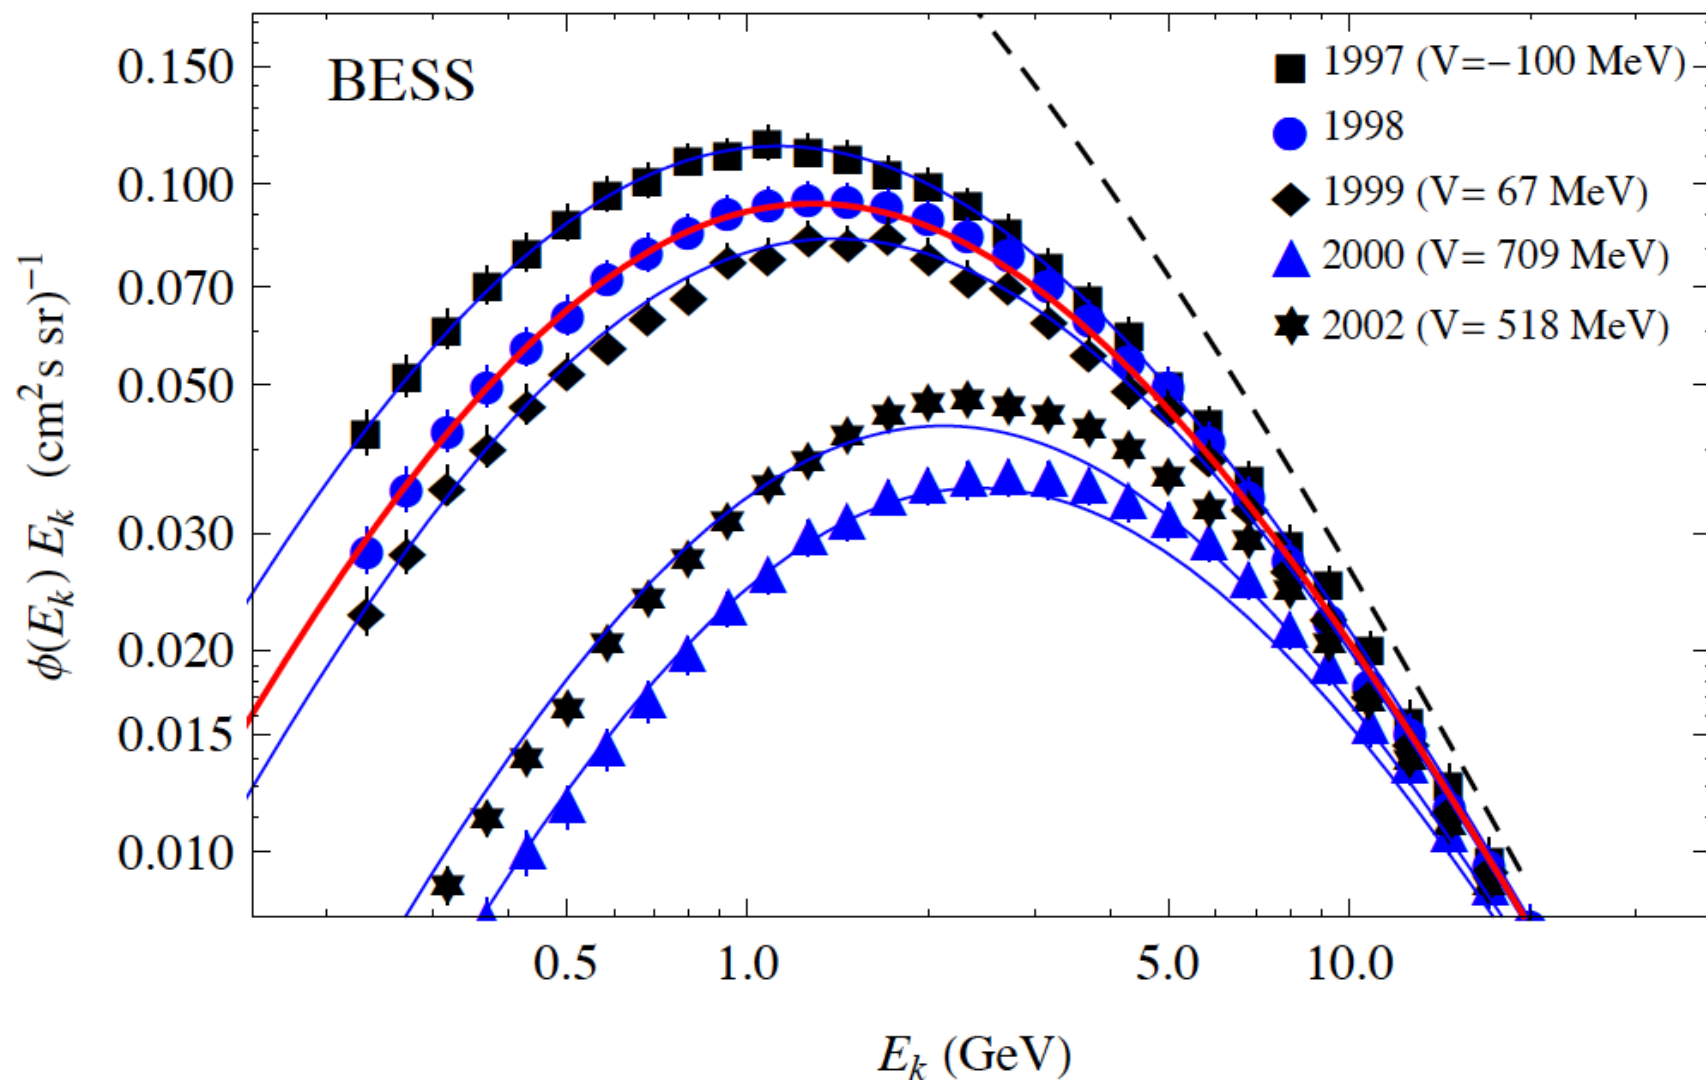 BESS
1997 (V=−100 MeV)
1998
1999 (V= 67 MeV)
2000 (V= 709 MeV)
2002 (V= 518 MeV)
ϕ(E_k) E_k (cm² s sr)⁻¹
0.150
0.100
0.070
0.050
0.030
0.020
0.015
0.010
0.5 1.0 5.0 10.0
E_k (GeV)